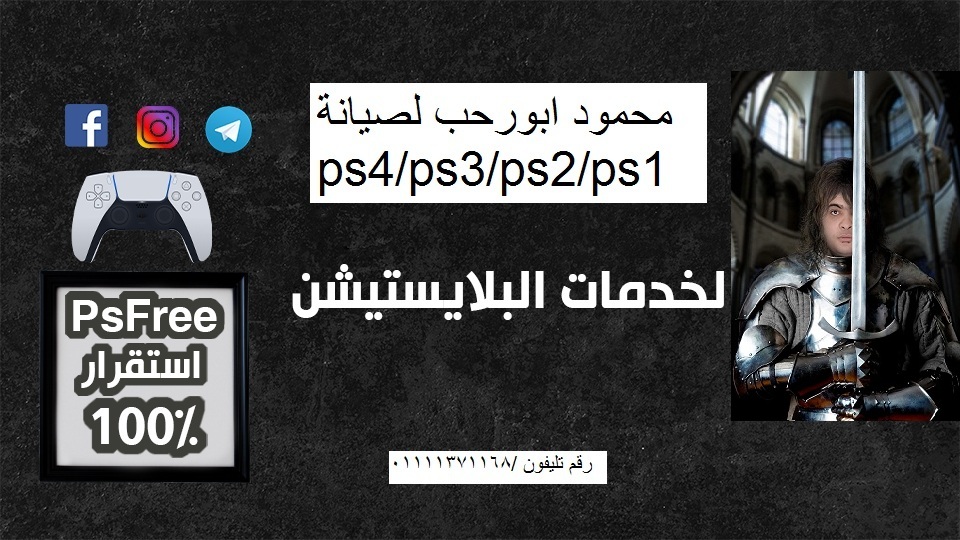 محمود ابورحب لصيانة
ps4/ps3/ps2/ps1
لخدمات البلايستيشن
PsFree
استقرار
100٪
رقم تليفون /٠١١١١٣٧١١٦٨